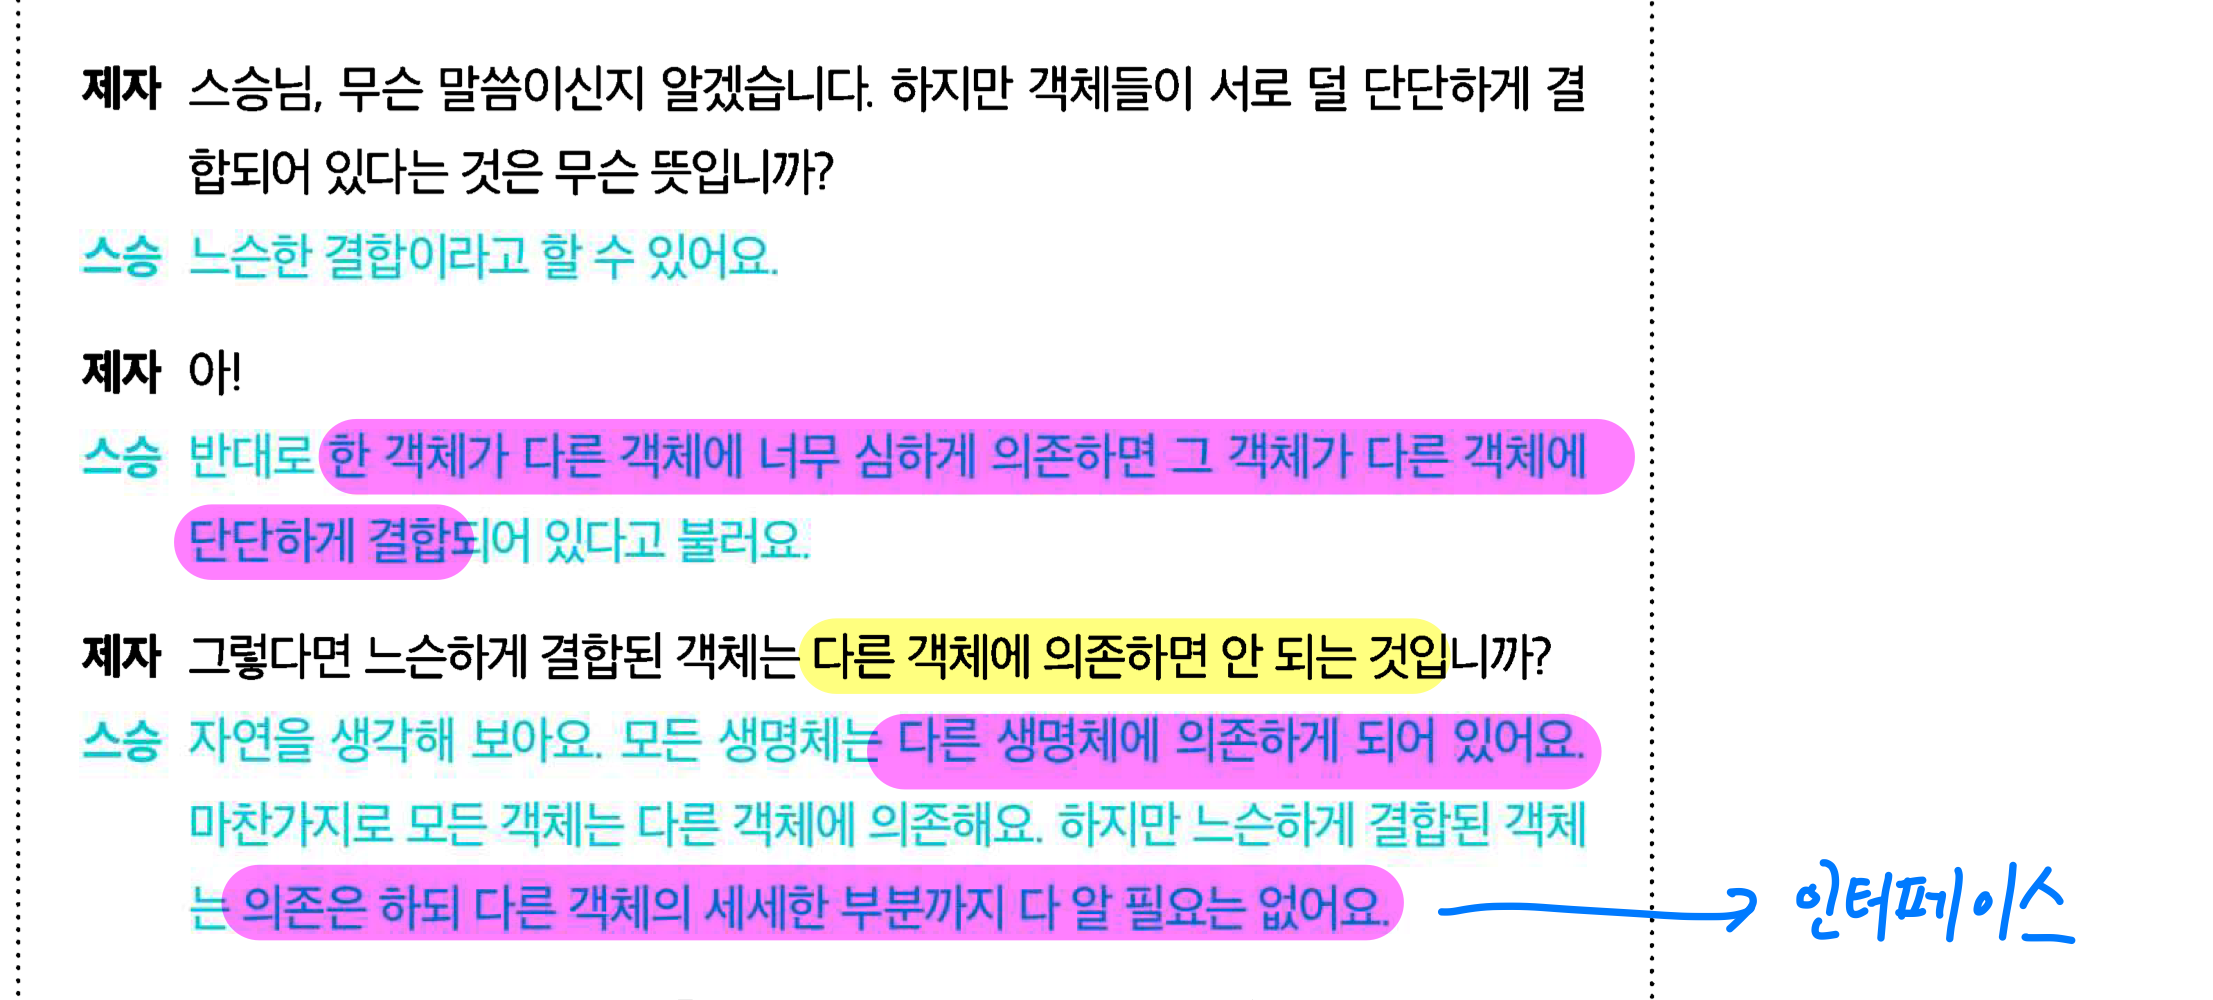 제자 스승님, 무슨 말씀이신지 알겠습니다. 하지만 객체들이 서로 덜 단단하게 결
합되어 있다는 것은 무슨 뜻입니까?
스승 느슨한 결합이라고 할 수 있어요.
제자 아!
스승 반대로 한 객체가 다른 객체에 너무 심하게 의존하면 그 객체가 다른 객체에
단단하게 결합되어 있다고 불러요.
제자 그렇다면 느슨하게 결합된 객체는 다른 객체에 의존하면 안 되는 것입니까?
스승 자연을 생각해 보아요. 모든 생명체는 다른 생명체에 의존하게 되어 있어요.
마찬가지로 모든 객체는 다른 객체에 의존해요. 하지만 느슨하게 결합된 객체
는 의존은 하되 다른 객체의 세세한 부분까지 다 알 필요는 없어요.
인터페이스